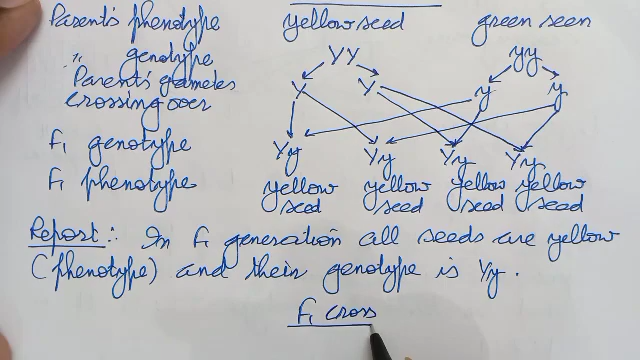 Parent's phenotype yellow seed green seen
" genotype YY yy
Parent's gametes Y Y y y
crossing over
F1 genotype Yy Yy Yy Yy
F1 phenotype yellow seed yellow seed yellow seed yellow seed
Report:- In F1 generation all seeds are yellow
(phenotype) and their genotype is Yy.
F1 cross